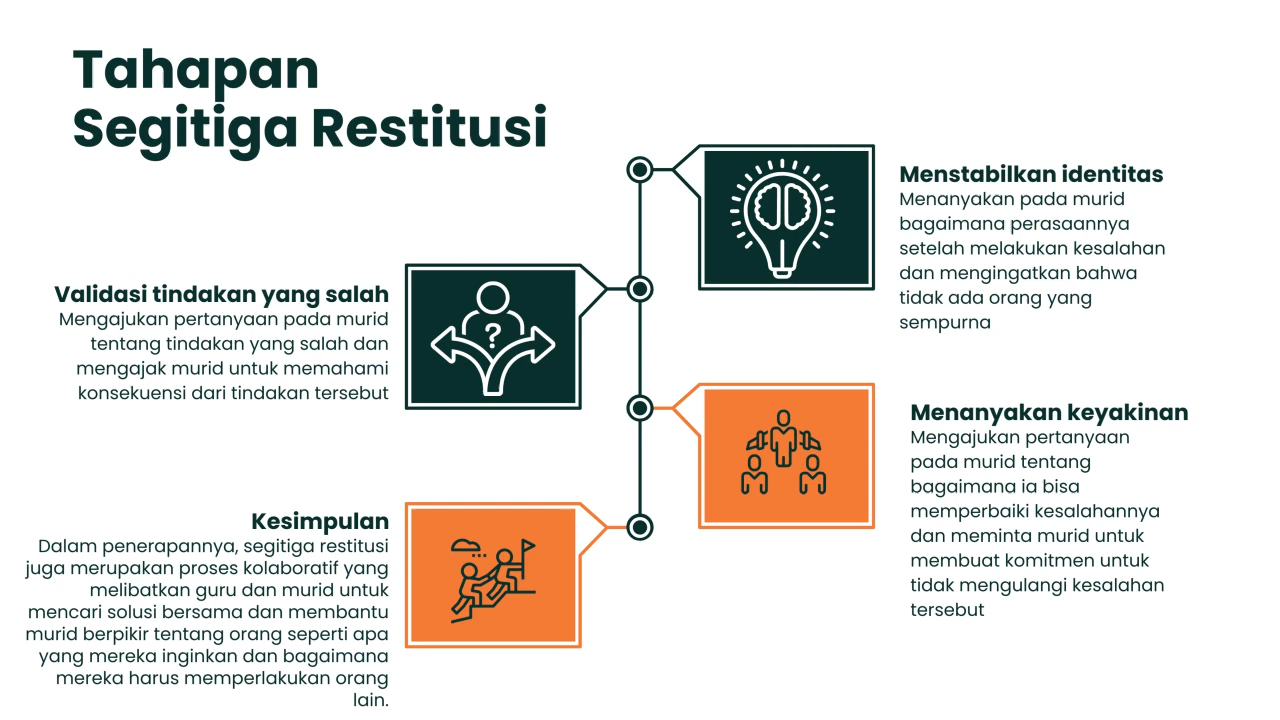 Tahapan
Segitiga Restitusi
Menstabilkan identitas
Menanyakan pada murid
bagaimana perasaannya
setelah melakukan kesalahan
dan mengingatkan bahwa
tidak ada orang yang
sempurna
Validasi tindakan yang salah
Mengajukan pertanyaan pada murid
tentang tindakan yang salah dan
mengajak murid untuk memahami
konsekuensi dari tindakan tersebut
?
Menanyakan keyakinan
Mengajukan pertanyaan
pada murid tentang
bagaimana ia bisa
memperbaiki kesalahannya
dan meminta murid untuk
membuat komitmen untuk
tidak mengulangi kesalahan
tersebut
Kesimpulan
Dalam penerapannya, segitiga restitusi
juga merupakan proses kolaboratif yang
melibatkan guru dan murid untuk
mencari solusi bersama dan membantu
murid berpikir tentang orang seperti apa
yang mereka inginkan dan bagaimana
mereka harus memperlakukan orang
lain.